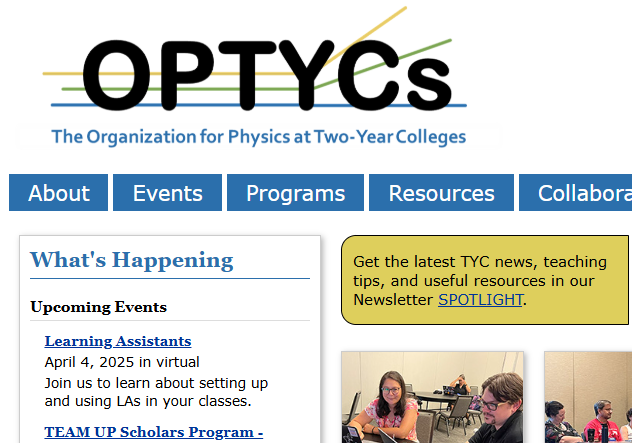 OPTYCs
The Organization for Physics at Two-Year Colleges
About Events Programs Resources
What's Happening
Upcoming Events
Learning Assistants
April 4, 2025 in virtual
Join us to learn about setting up
and using LAs in your classes.
TEAM UP Scholars Program -
Get the latest TYC news, teaching
tips, and useful resources in our
Newsletter SPOTLIGHT.